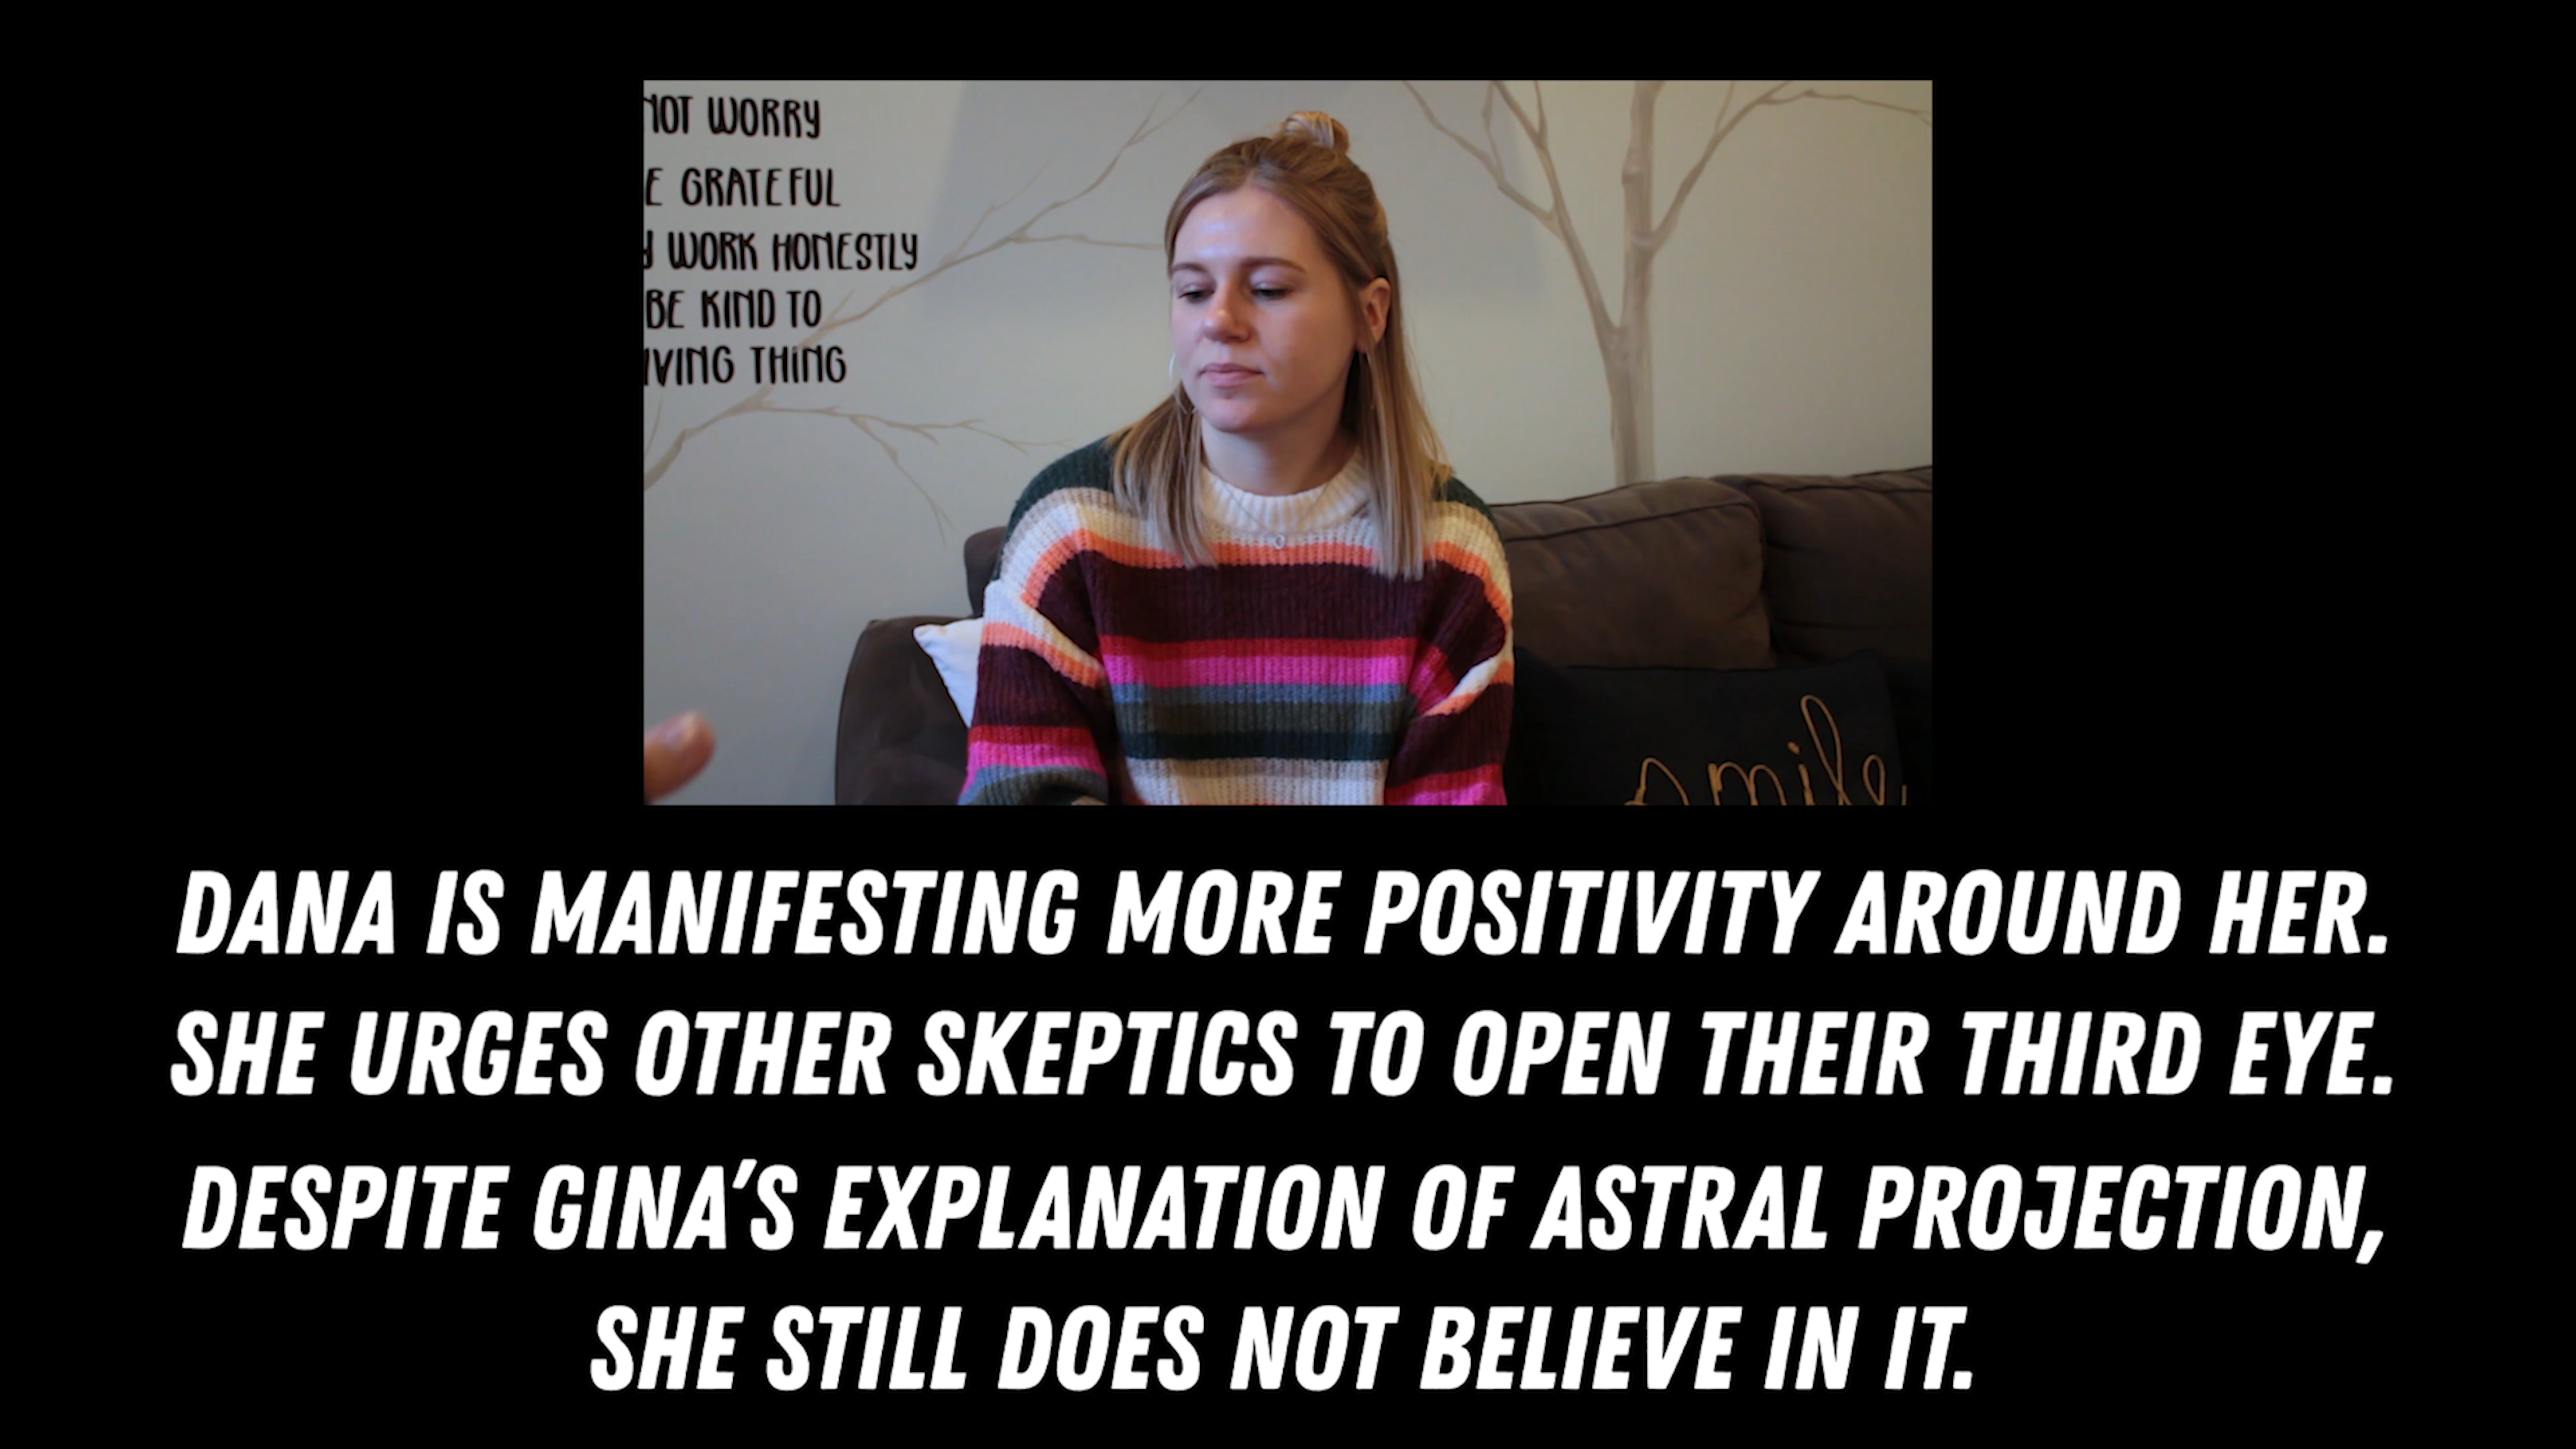 NOT WORRY
E GRATEFUL
Y WORK HONESTLY
BE KIND TO
IVING THING
smile
DANA IS MANIFESTING MORE POSITIVITY AROUND HER.
SHE URGES OTHER SKEPTICS TO OPEN THEIR THIRD EYE.
DESPITE GINA'S EXPLANATION OF ASTRAL PROJECTION,
SHE STILL DOES NOT BELIEVE IN IT.